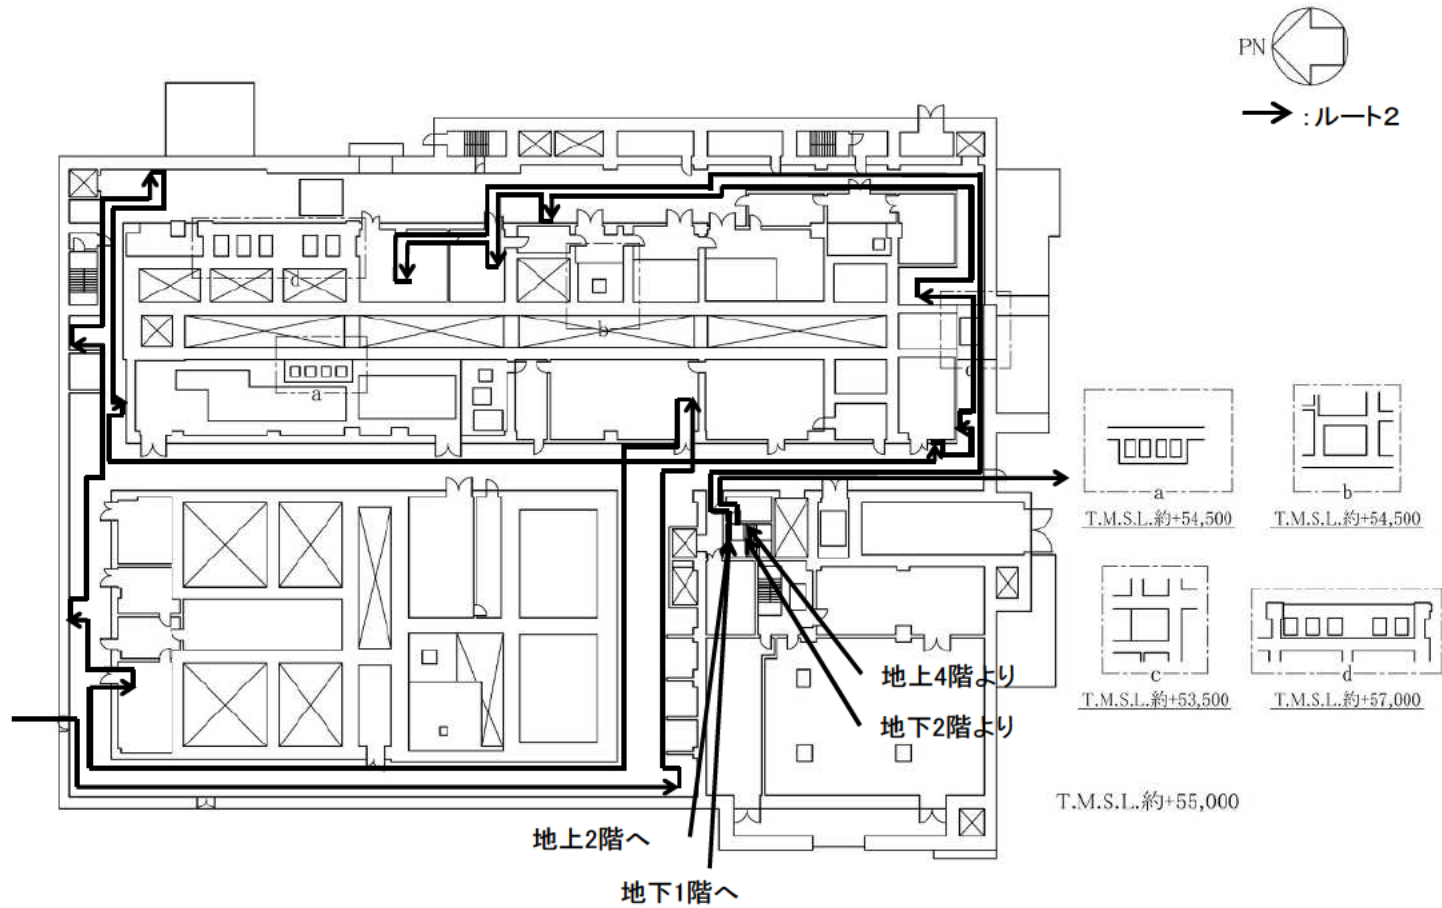 PN
：ルート２
d
b
a
c
a
T.M.S.L.約+54,500
b
T.M.S.L.約+54,500
c
T.M.S.L.約+53,500
d
T.M.S.L.約+57,000
地上4階より
地下2階より
T.M.S.L.約+55,000
地上2階へ
地下1階へ